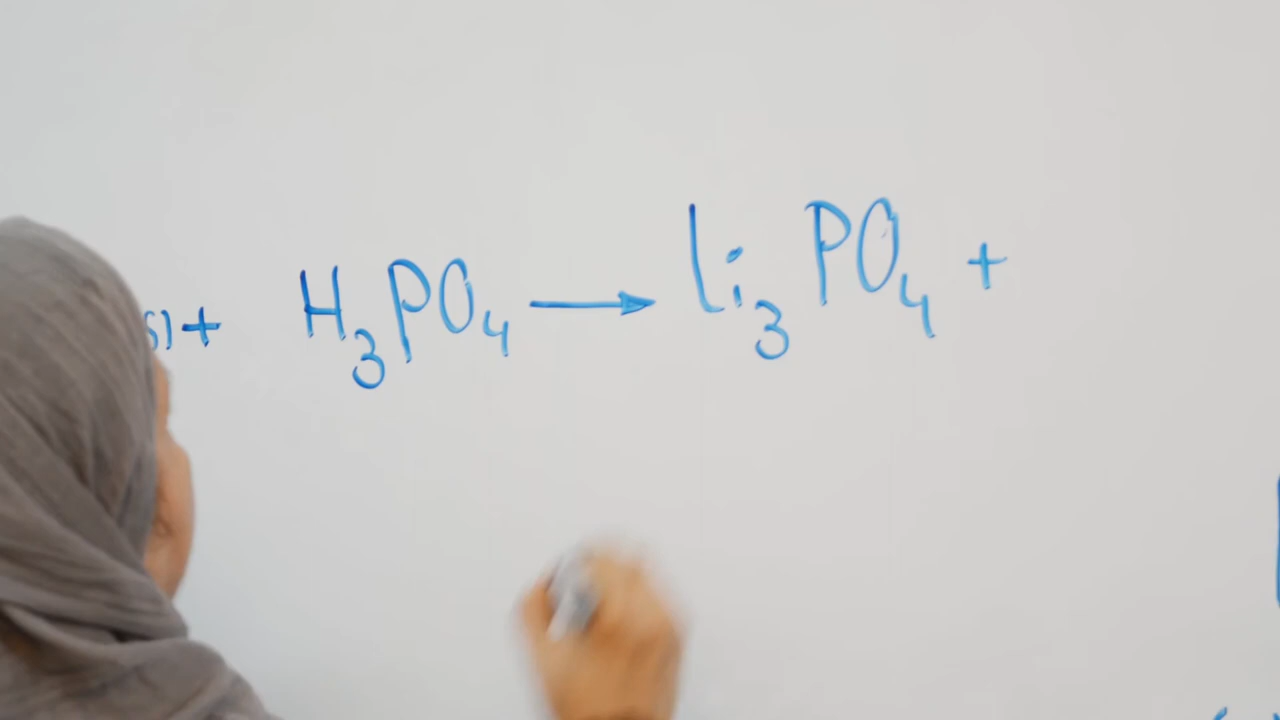 s) + H₃PO₄ → Li₃PO₄ +